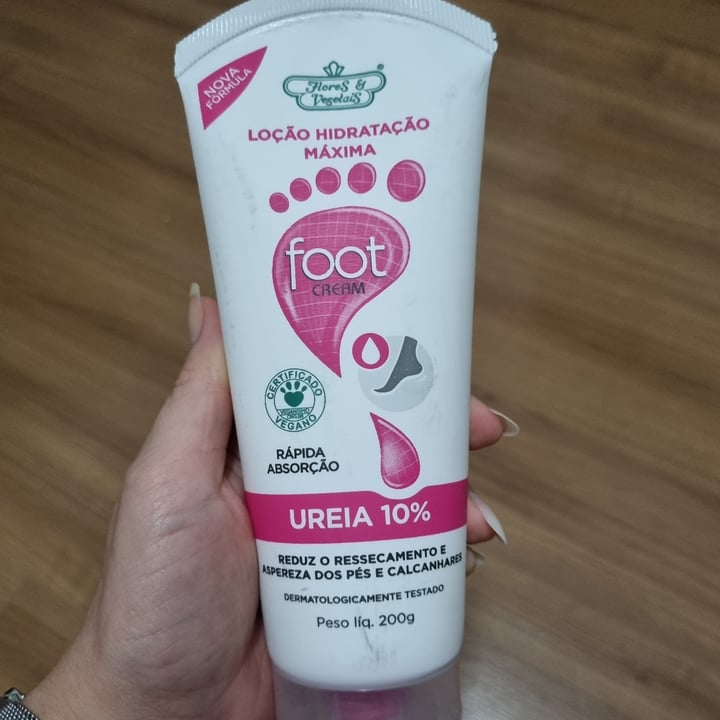 NOVA
FÓRMULA
Flores &
Vegetais
®
LOÇÃO HIDRATAÇÃO
MÁXIMA
foot
CREAM
CERTIFICADO
VEGANO
RÁPIDA
ABSORÇÃO
UREIA 10%
REDUZ O RESSECAMENTO E
ASPEREZA DOS PÉS E CALCANHARES
DERMATOLOGICAMENTE TESTADO
Peso líq. 200g